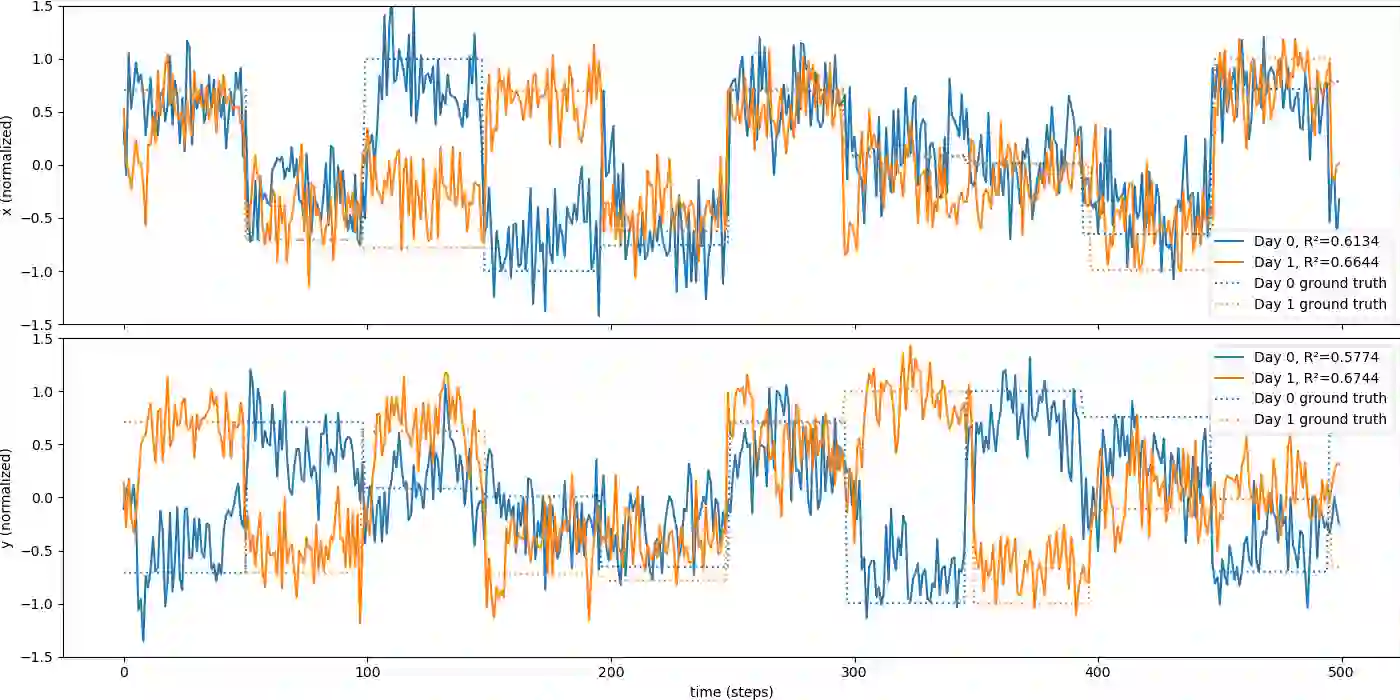 1.5
1.0
0.5
0.0
−0.5
−1.0
−1.5
x (normalized)
Day 0, R²=0.6134
Day 1, R²=0.6644
Day 0 ground truth
Day 1 ground truth
1.5
1.0
0.5
0.0
−0.5
−1.0
−1.5
y (normalized)
Day 0, R²=0.5774
Day 1, R²=0.6744
Day 0 ground truth
Day 1 ground truth
0 100 200 300 400 500
time (steps)